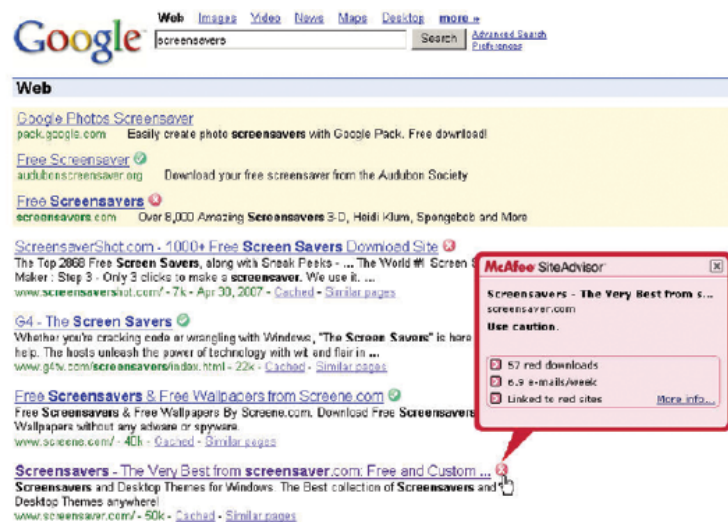 Web Images Video News Maps Desktop more »
Google
screensavers
Search
Advanced Search
Preferences
Web
Google Photos Screensaver
pack.google.com Easily create photo screensavers with Google Pack. Free download!
Free Screensaver
audubonscreensaver.org Download your free screensaver from the Audubon Society
Free Screensavers
screensavers.com Over 8,000 Amazing Screensavers 3-D, Heidi Klum, Spongebob and More
ScreensaverShot.com - 1000+ Free Screen Savers Download Site
The Top 2868 Free Screen Savers, along with Sneak Peeks - ... The World #1 Screen S
Maker : Step 3 - Only 3 clicks to make a screensaver. We use it. ...
www.screensavershot.com/ - 7k - Apr 30, 2007 - Cached - Similar pages
G4 - The Screen Savers
Whether you're cracking code or wrangling with Windows, "The Screen Savers" is here
help. The hosts unleash the power of technology with wit and flair in ...
www.g4tv.com/screensavers/index.html - 22k - Cached - Similar pages
Free Screensavers & Free Wallpapers from Screene.com
Free Screensavers & Free Wallpapers By Screene.com. Download Free Screensavers
Wallpapers without any adware or spyware.
www.screene.com/ - 40k - Cached - Similar pages
Screensavers - The Very Best from screensaver.com: Free and Custom ...
Screensavers and Desktop Themes for Windows. The Best collection of Screensavers and
Desktop Themes anywhere!
www.screensaver.com/ - 50k - Cached - Similar pages
McAfee SiteAdvisor
Screensavers - The Very Best from s...
screensaver.com
Use caution.
57 red downloads
6.9 e-mails/week
Linked to red sites
More info...